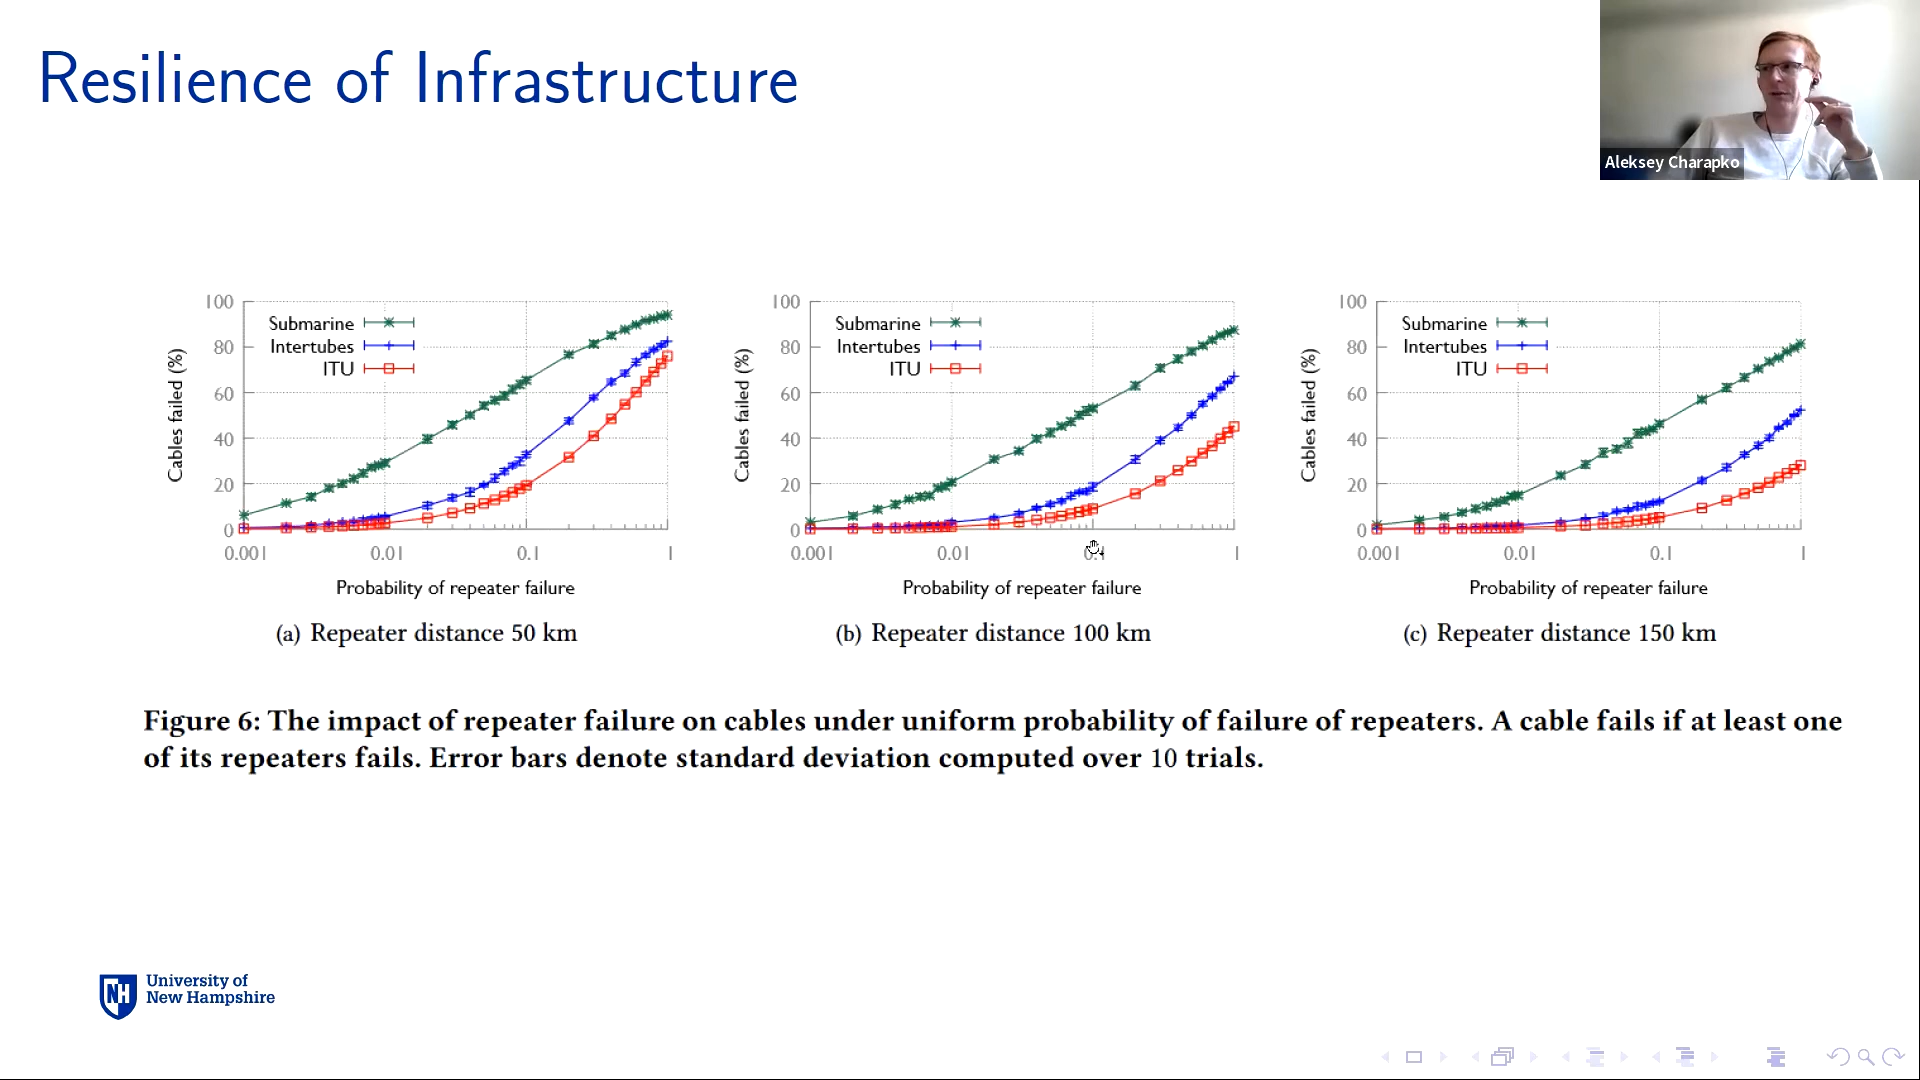 Resilience of Infrastructure
Aleksey Charapko
100
80
60
40
20
0
Cables failed (%)
Submarine
Intertubes
ITU
0.001 0.01 0.1 1
Probability of repeater failure
(a) Repeater distance 50 km
100
80
60
40
20
0
Cables failed (%)
Submarine
Intertubes
ITU
0.001 0.01 0.1 1
Probability of repeater failure
(b) Repeater distance 100 km
100
80
60
40
20
0
Cables failed (%)
Submarine
Intertubes
ITU
0.001 0.01 0.1 1
Probability of repeater failure
(c) Repeater distance 150 km
Figure 6: The impact of repeater failure on cables under uniform probability of failure of repeaters. A cable fails if at least one
of its repeaters fails. Error bars denote standard deviation computed over 10 trials.
NH
University of
New Hampshire